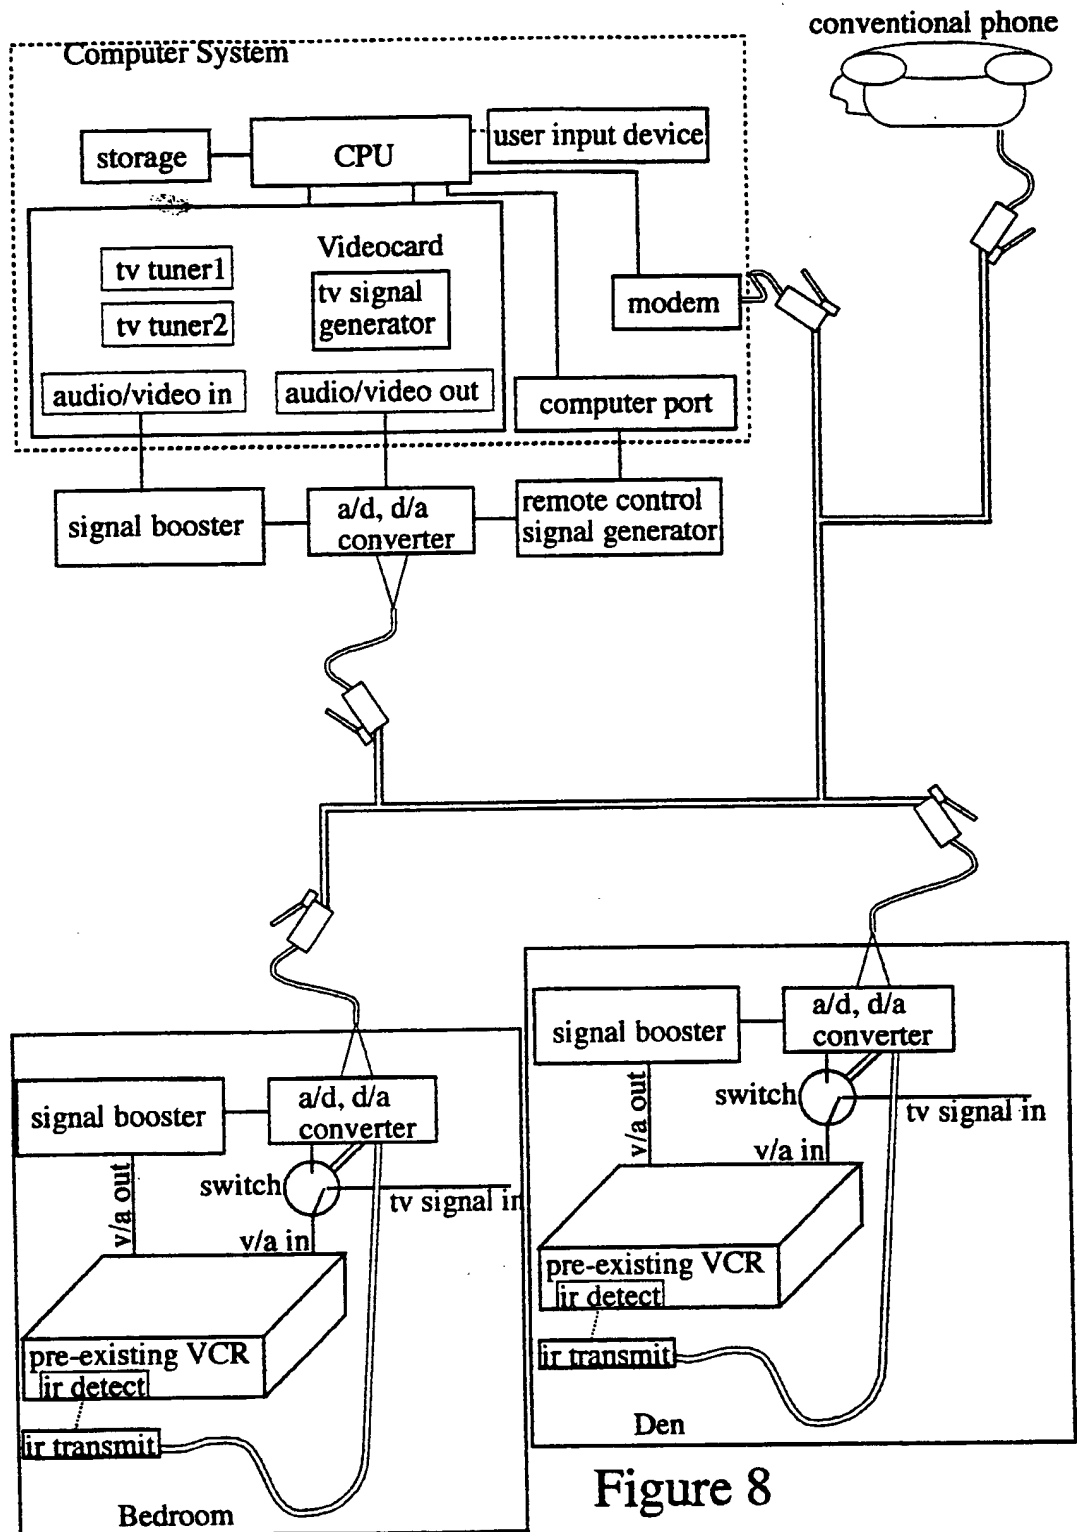 conventional phone
Computer System
user input device
storage
CPU
Videocard
tv tuner1
tv signal
generator
tv tuner2
modem
audio/video in
audio/video out
computer port
signal booster
a/d, d/a
converter
remote control
signal generator
signal booster
a/d, d/a
converter
switch
tv signal in
v/a out
v/a in
pre-existing VCR
ir detect
ir transmit
Den
signal booster
a/d, d/a
converter
switch
tv signal in
v/a out
v/a in
pre-existing VCR
ir detect
ir transmit
Bedroom
Figure 8